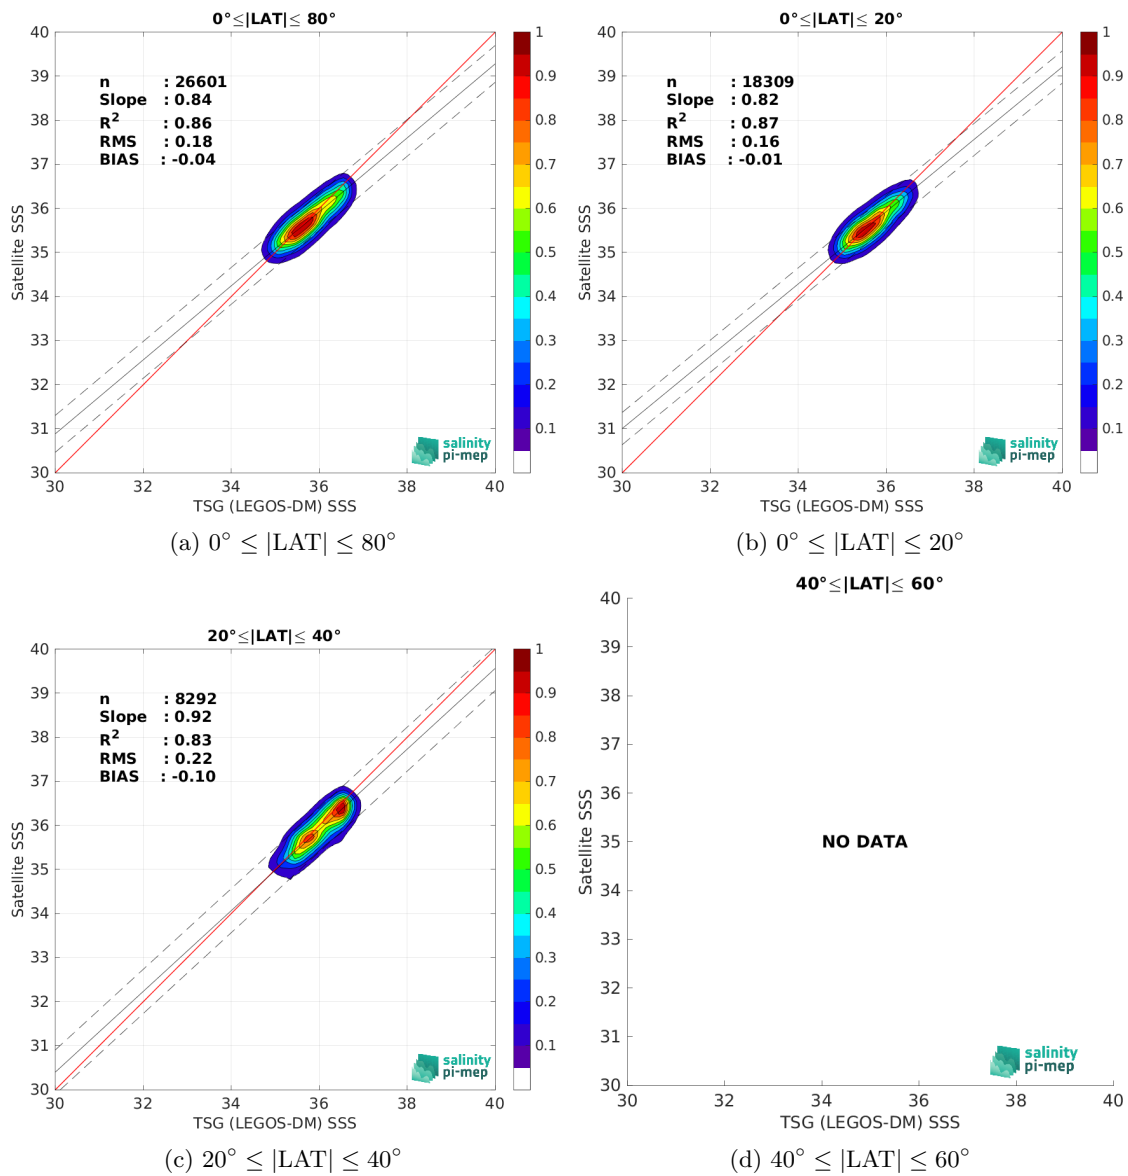 0°≤|LAT|≤ 80°
n : 26601
Slope : 0.84
R² : 0.86
RMS : 0.18
BIAS : -0.04
Satellite SSS
40
39
38
37
36
35
34
33
32
31
30
30 32 34 36 38 40
TSG (LEGOS-DM) SSS
1
0.9
0.8
0.7
0.6
0.5
0.4
0.3
0.2
0.1
salinity
pi-mep
(a) 0° ≤ |LAT| ≤ 80°
0°≤|LAT|≤ 20°
n : 18309
Slope : 0.82
R² : 0.87
RMS : 0.16
BIAS : -0.01
Satellite SSS
40
39
38
37
36
35
34
33
32
31
30
30 32 34 36 38 40
TSG (LEGOS-DM) SSS
1
0.9
0.8
0.7
0.6
0.5
0.4
0.3
0.2
0.1
salinity
pi-mep
(b) 0° ≤ |LAT| ≤ 20°
20°≤|LAT|≤ 40°
n : 8292
Slope : 0.92
R² : 0.83
RMS : 0.22
BIAS : -0.10
Satellite SSS
40
39
38
37
36
35
34
33
32
31
30
30 32 34 36 38 40
TSG (LEGOS-DM) SSS
1
0.9
0.8
0.7
0.6
0.5
0.4
0.3
0.2
0.1
salinity
pi-mep
(c) 20° ≤ |LAT| ≤ 40°
40°≤|LAT|≤ 60°
Satellite SSS
40
39
38
37
36
35
34
33
32
31
30
NO DATA
30 32 34 36 38 40
TSG (LEGOS-DM) SSS
salinity
pi-mep
(d) 40° ≤ |LAT| ≤ 60°